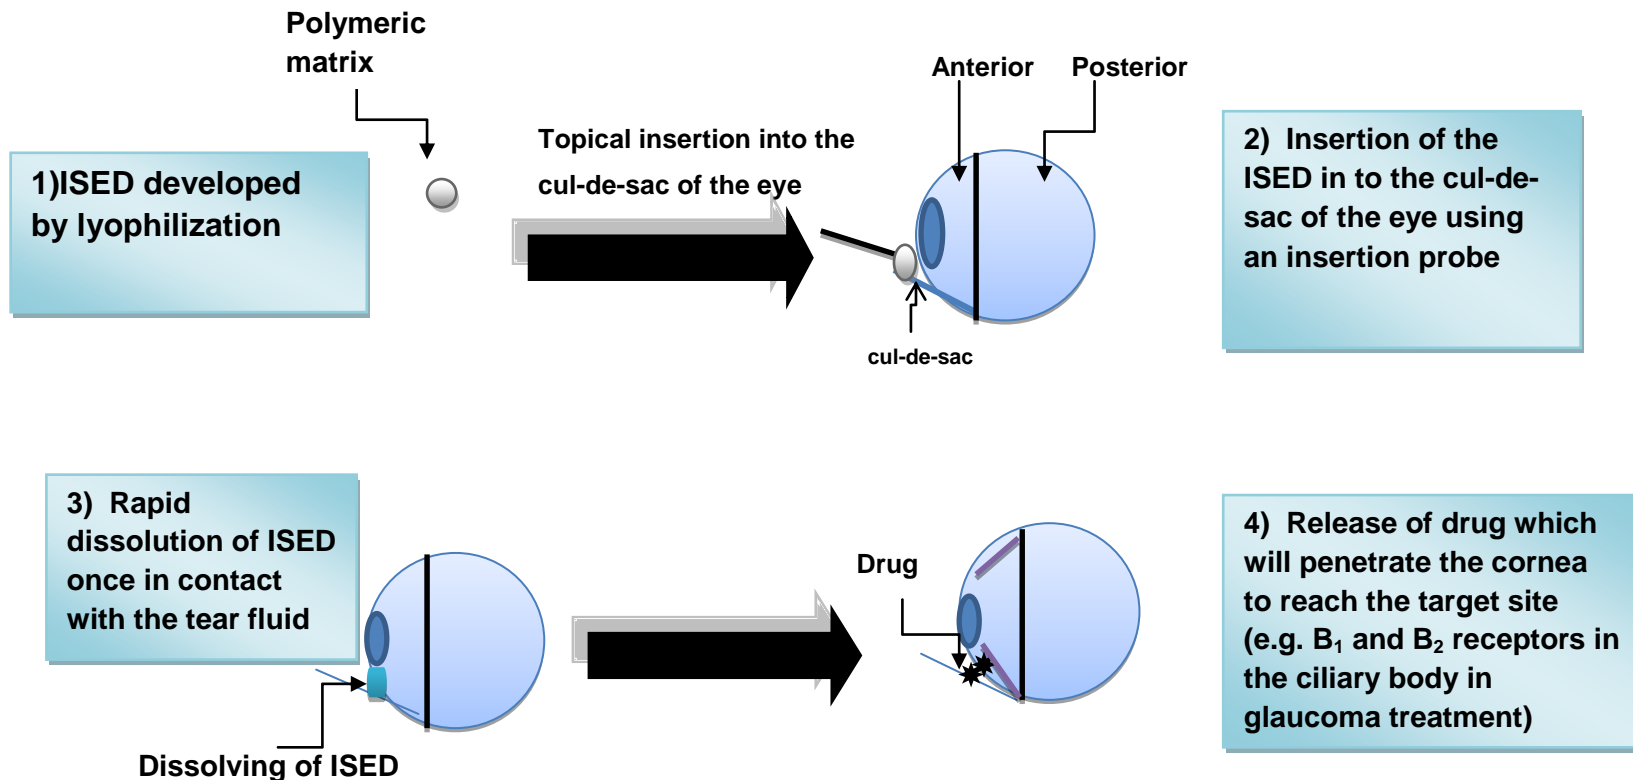 Polymeric
matrix
1)ISED developed
by lyophilization
Topical insertion into the
cul-de-sac of the eye
Anterior
Posterior
cul-de-sac
2) Insertion of the
ISED in to the cul-de-
sac of the eye using
an insertion probe
3) Rapid
dissolution of ISED
once in contact
with the tear fluid
Dissolving of ISED
Drug
4) Release of drug which
will penetrate the cornea
to reach the target site
(e.g. B₁ and B₂ receptors in
the ciliary body in
glaucoma treatment)